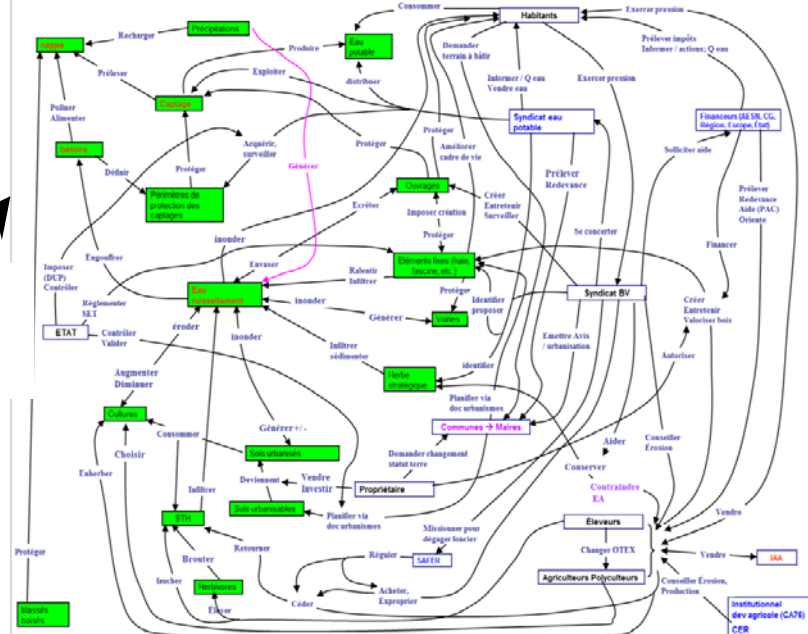 Consommer
Habitants
Exercer pression
Précipitations
nappe
Recharger
Produire
Eau
potable
Demander
terrain à bâtir
Prélever impôts
Informer / actions; Q eau
Prélever
Exploiter
Informer / Q eau
Vendre eau
Exercer pression
distribuer
Captage
Syndicat eau
potable
Financeurs (AESN, CG,
Région, Europe, État)
Polluer
Alimenter
Acquérir,
surveiller
Protéger
Protéger
Améliorer
cadre de vie
Solliciter aide
bétoire
Définir
Protéger
Générer
Prélever
Redevance
Périmètres de
protection des
captages
Ouvrages
Créer
Entretenir
Surveiller
Prélever
Redevance
Aide (PAC)
Oriente
Ecrêter
Imposer création
inonder
Protéger
Se concerter
Financer
Engouffrer
Envaser
Eléments fixes (haie,
fascine, etc.)
Ralentir
Infiltrer
Imposer
(DUP)
Contrôler
Eau
ruissellement
Protéger
Identifier
proposer
Syndicat BV
Réglementer
SET
inonder
Créer
Entretenir
Valoriser bois
Générer
Voiries
ETAT
Contrôler
Valider
éroder
inonder
Emettre Avis
/ urbanisation
Infiltrer
sédimenter
Autoriser
identifier
Augmenter
Diminuer
Herbe
stratégique
Planifier via
doc urbanismes
Cultures
Générer +/-
Communes → Maires
Consommer
Choisir
Sols urbanisés
Demander changement
statut terre
Aider
Conseiller
Érosion
Enherber
Conserver
Deviennent
Vendre
Investir
Propriétaire
Contraindre
EA
Infiltrer
Sols urbanisables
Planifier via
doc urbanismes
STH
Vendre
Missionner pour
dégager foncier
Éleveurs
Protéger
Retourner
Changer OTEX
Brouter
Réguler
SAFER
Vendre
IAA
faucher
Herbivores
Acheter,
Exproprier
Agriculteurs Polyculteurs
Conseiller Érosion,
Production
Céder
Élever
Massifs
boisés
Institutionnel
dev agricole (CA76)
CER